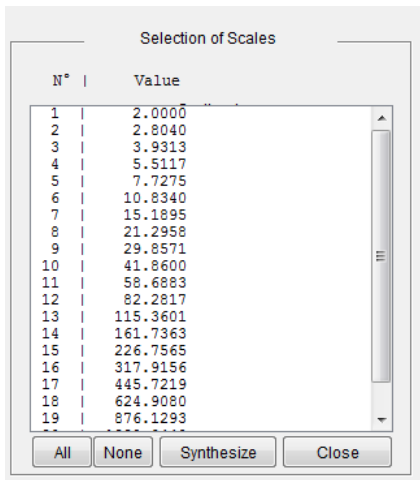 Selection of Scales
N° | Value
1 | 2.0000
2 | 2.8040
3 | 3.9313
4 | 5.5117
5 | 7.7275
6 | 10.8340
7 | 15.1895
8 | 21.2958
9 | 29.8571
10 | 41.8600
11 | 58.6883
12 | 82.2817
13 | 115.3601
14 | 161.7363
15 | 226.7565
16 | 317.9156
17 | 445.7219
18 | 624.9080
19 | 876.1293
All None Synthesize Close